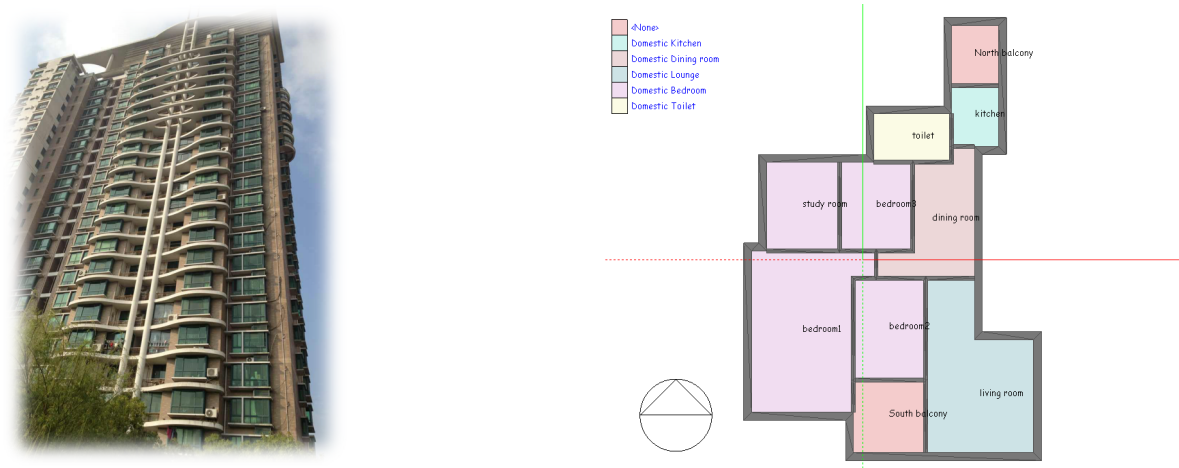 <None>
Domestic Kitchen
Domestic Dining room
Domestic Lounge
Domestic Bedroom
Domestic Toilet
North balcony
kitchen
toilet
study room
bedroom3
dining room
bedroom1
bedroom2
living room
South balcony